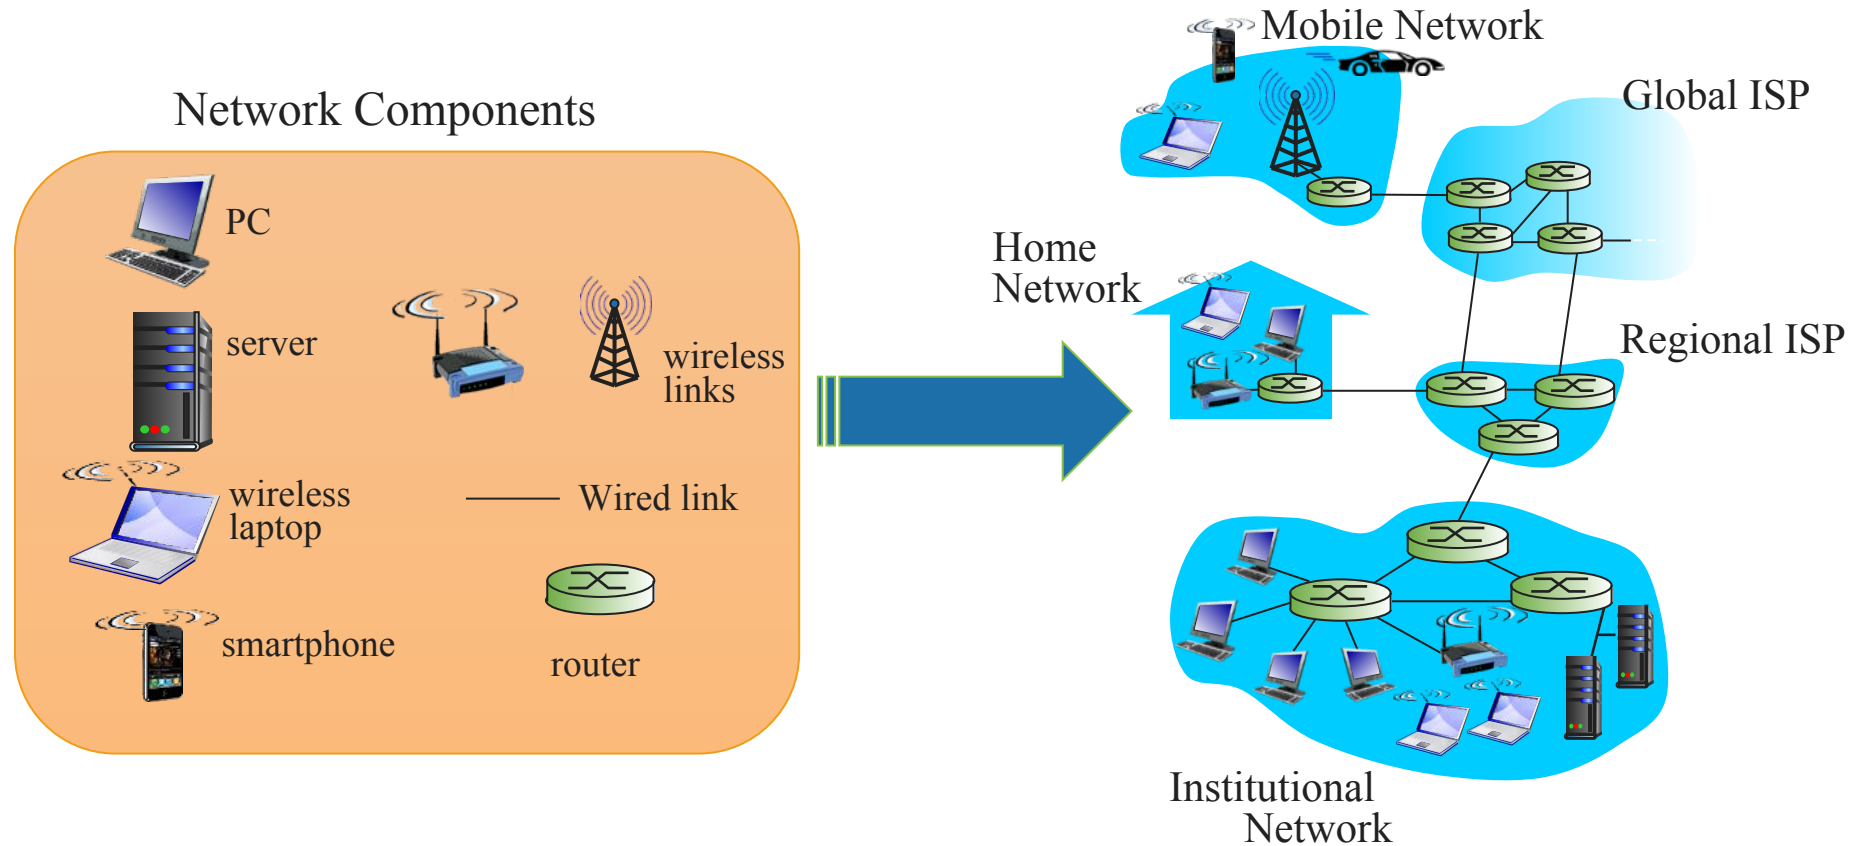 Network Components
PC
server
wireless
links
wireless
laptop
Wired link
smartphone
router
Mobile Network
Global ISP
Home
Network
Regional ISP
Institutional
Network